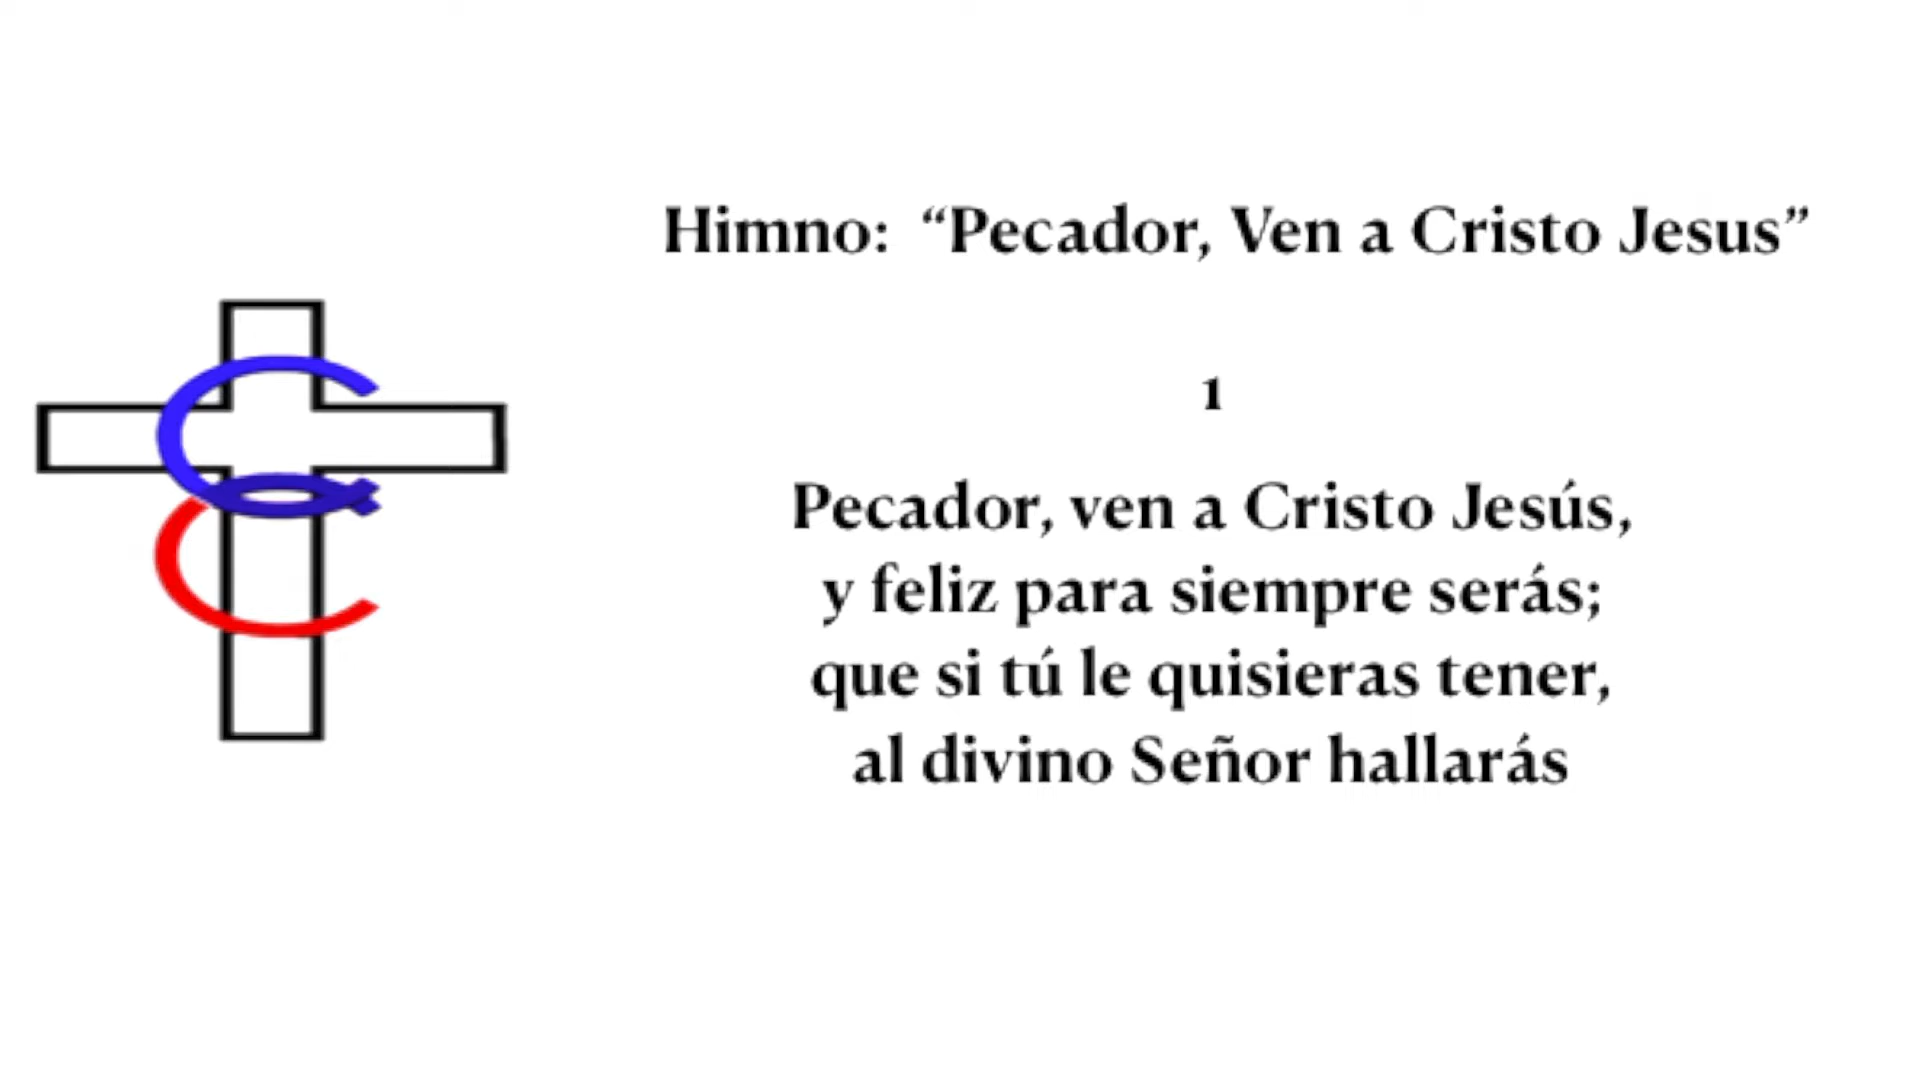 Himno: “Pecador, Ven a Cristo Jesus”
1
Pecador, ven a Cristo Jesús,
y feliz para siempre serás;
que si tú le quisieras tener,
al divino Señor hallarás